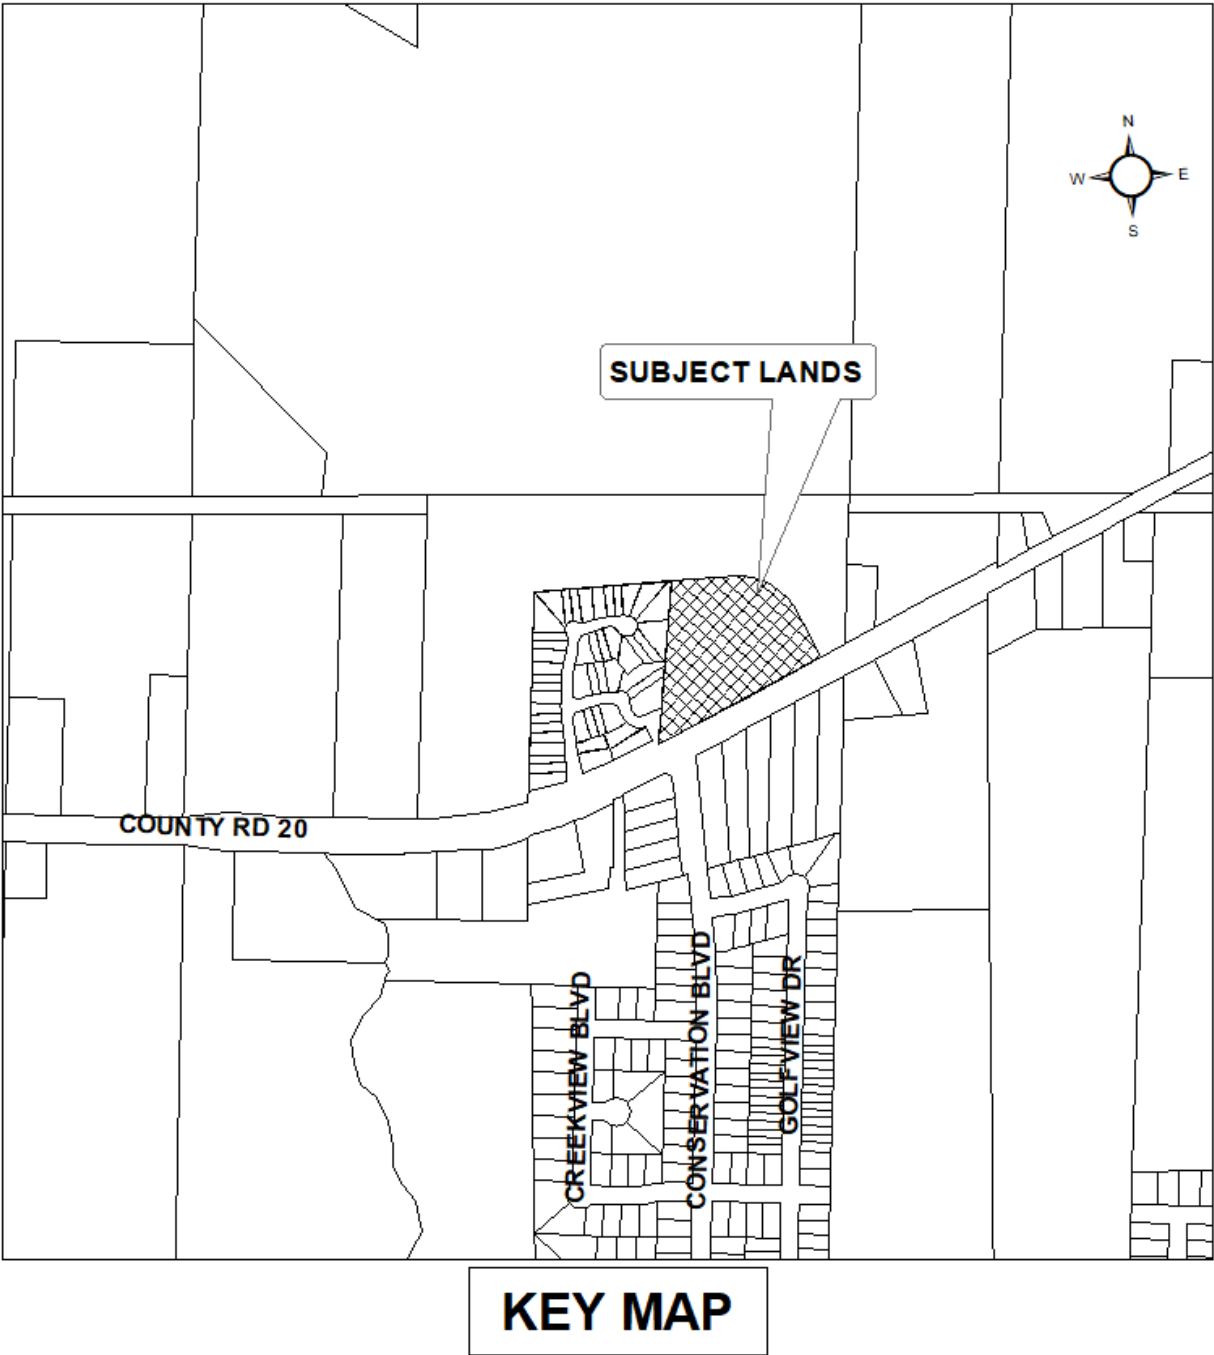 N
W
E
S
SUBJECT LANDS
COUNTY RD 20
CREEKVIEW BLVD
CONSERVATION BLVD
GOLFVIEW DR
KEY MAP